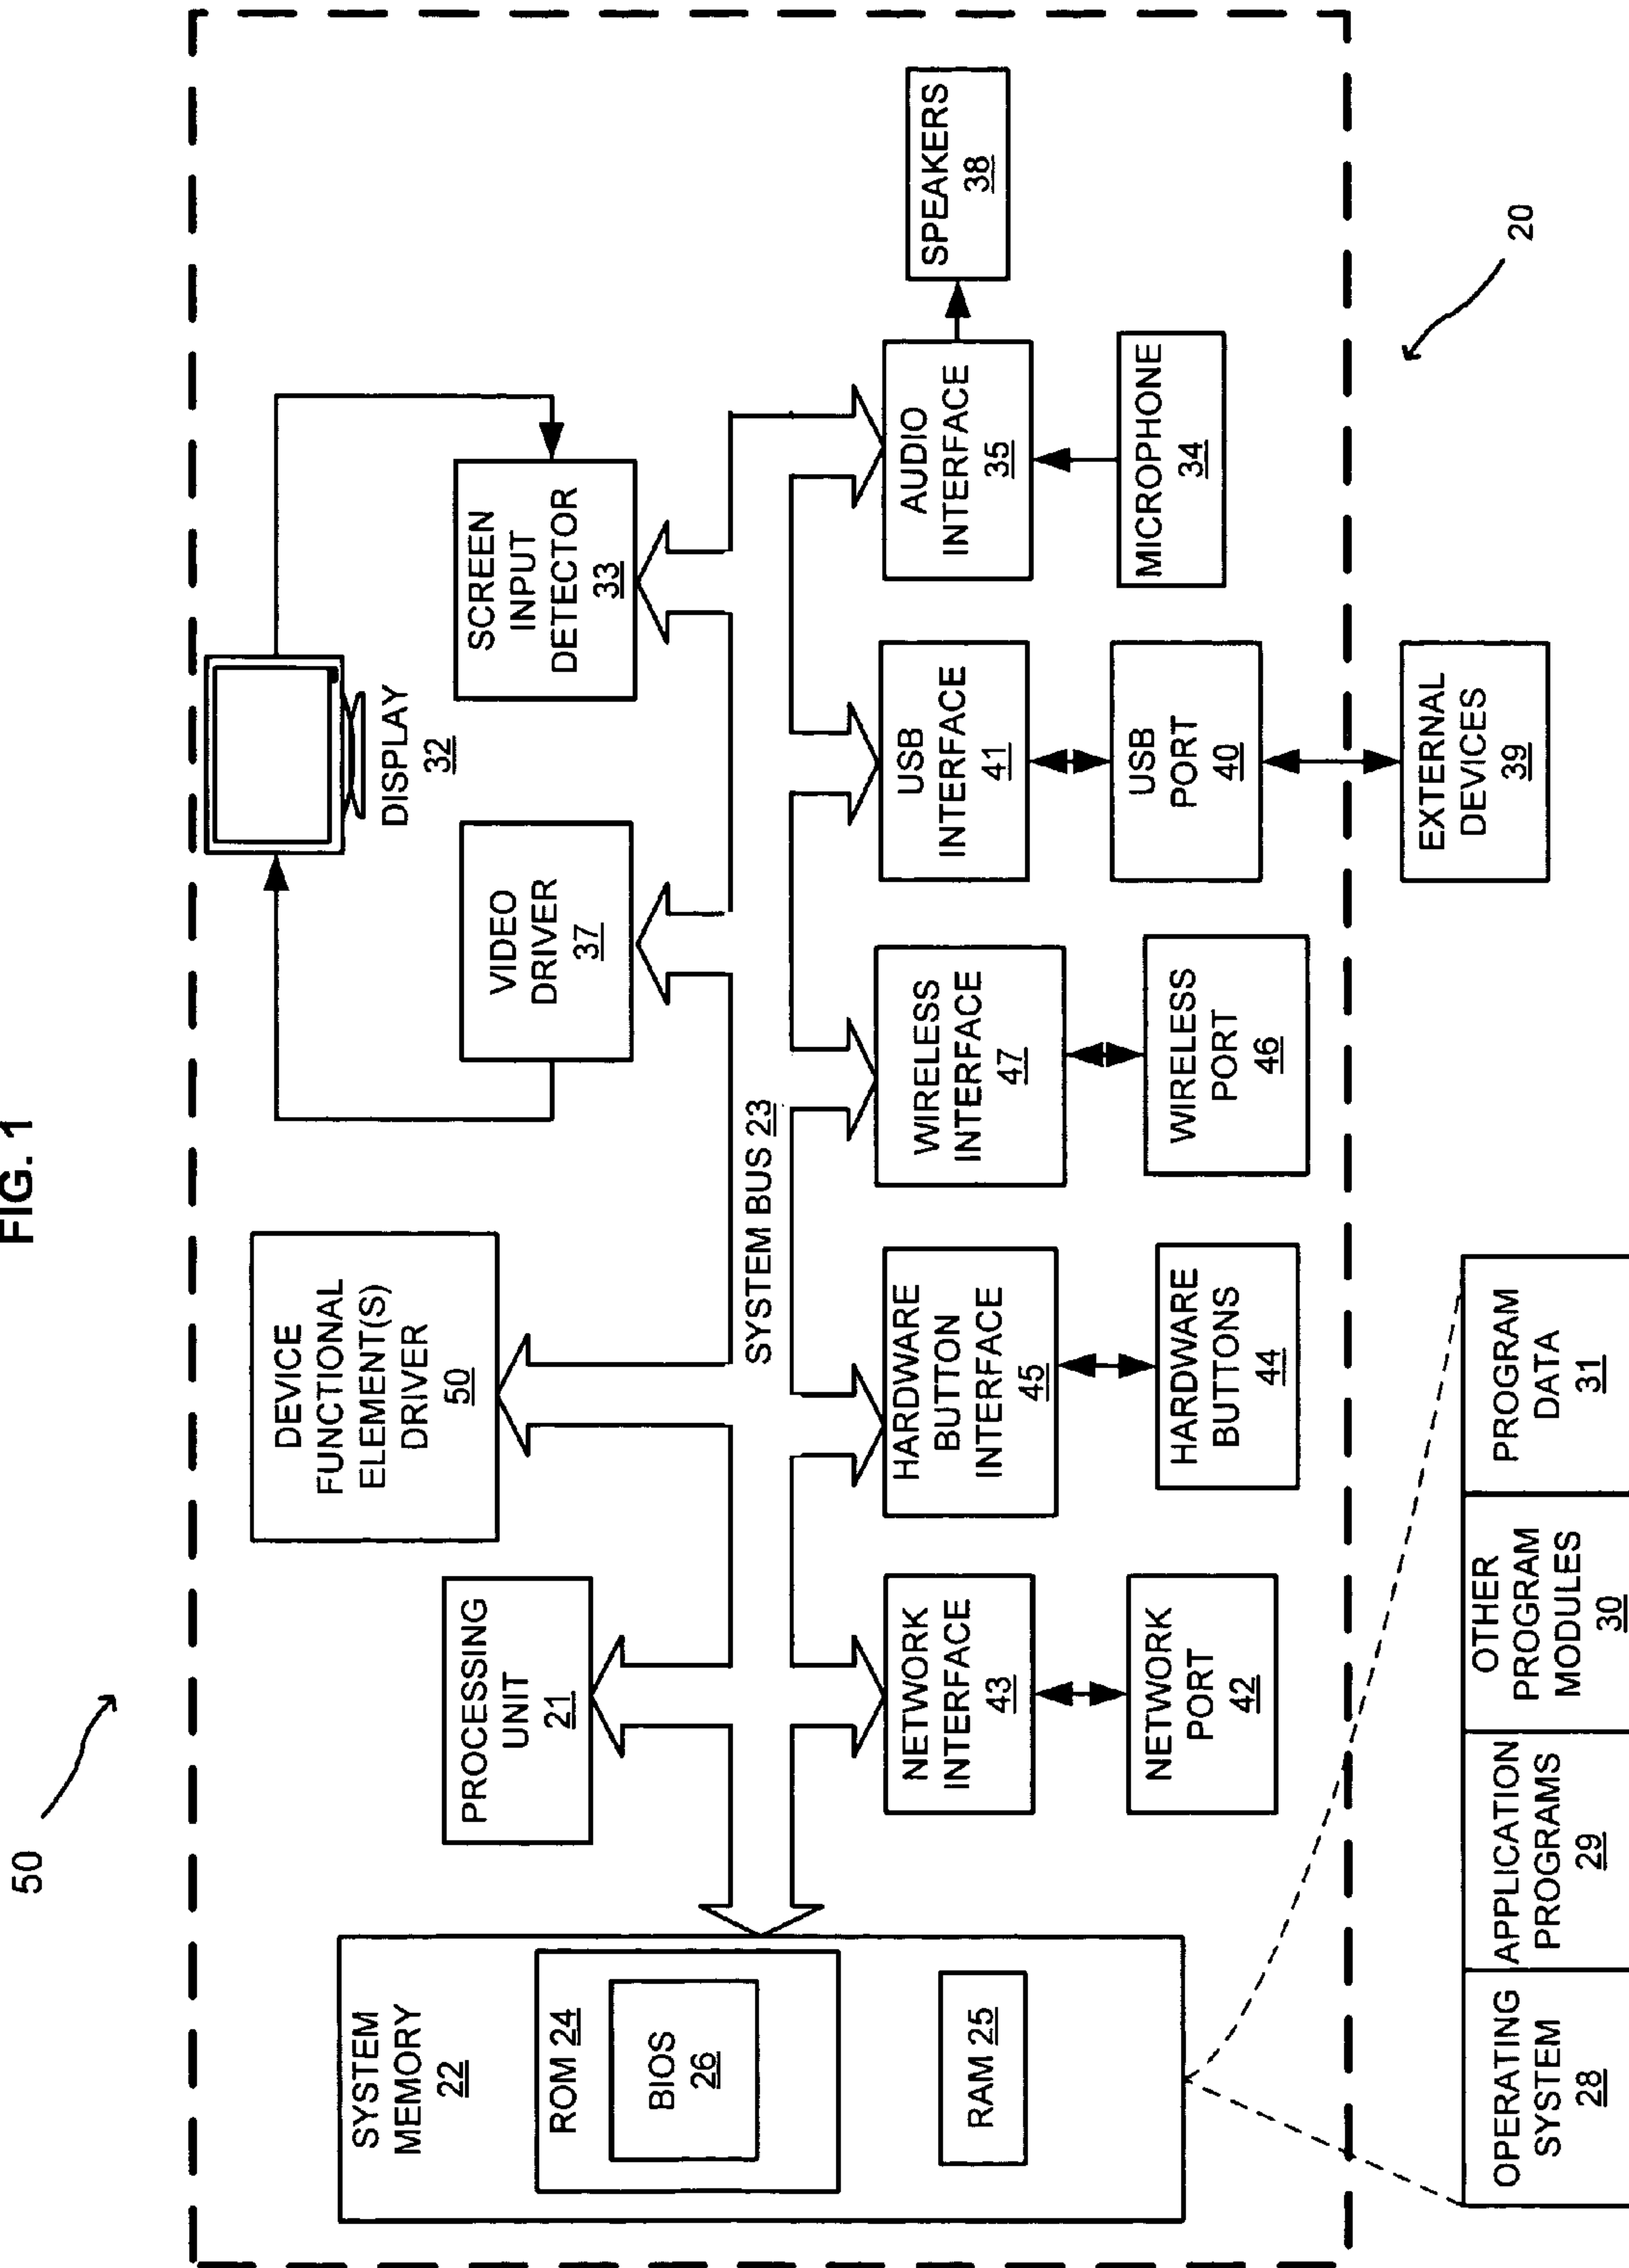 FIG. 1
50
SYSTEM
MEMORY
22
ROM 24
BIOS
26
RAM 25
PROCESSING
UNIT
21
DEVICE
FUNCTIONAL
ELEMENT(S)
DRIVER
50
VIDEO
DRIVER
37
DISPLAY
32
SCREEN
INPUT
DETECTOR
33
SYSTEM BUS 23
NETWORK
INTERFACE
43
HARDWARE
BUTTON
INTERFACE
45
WIRELESS
INTERFACE
47
USB
INTERFACE
41
AUDIO
INTERFACE
35
SPEAKERS
38
NETWORK
PORT
42
HARDWARE
BUTTONS
44
WIRELESS
PORT
46
USB
PORT
40
MICROPHONE
34
20
OPERATING
SYSTEM
28
APPLICATION
PROGRAMS
29
OTHER
PROGRAM
MODULES
30
PROGRAM
DATA
31
EXTERNAL
DEVICES
39